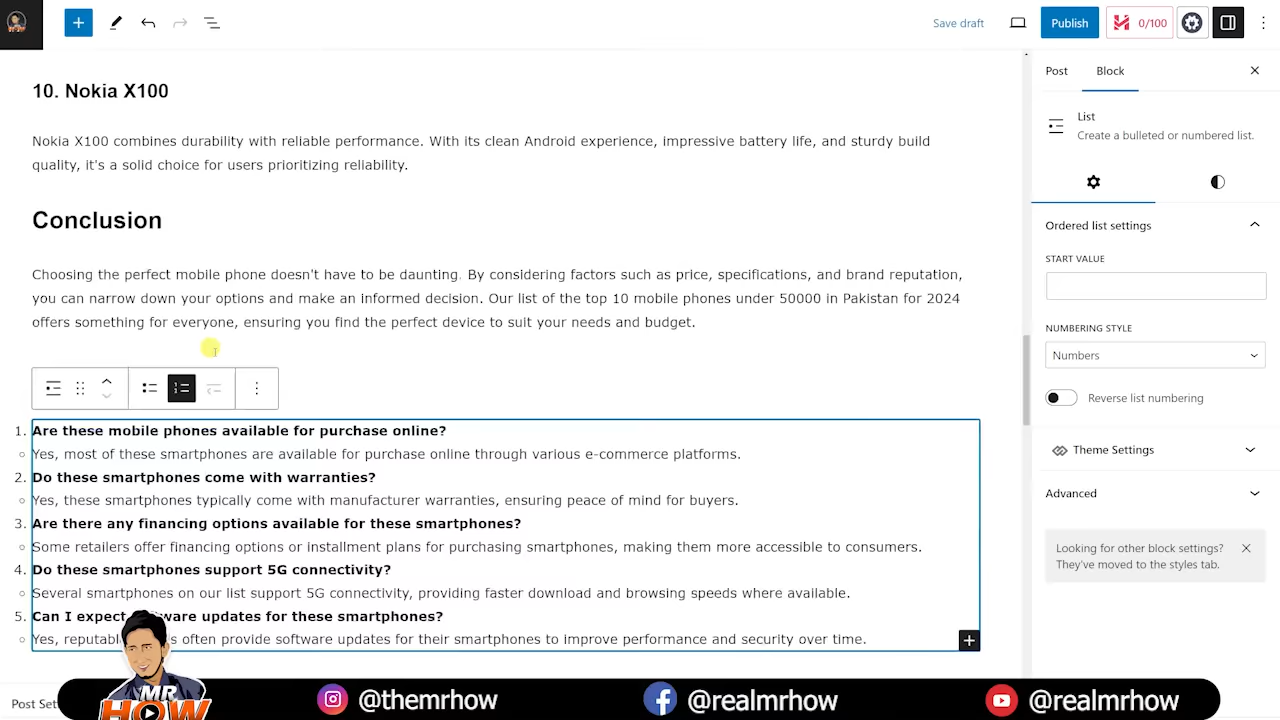 Save draft
Publish
0/100
10. Nokia X100
Nokia X100 combines durability with reliable performance. With its clean Android experience, impressive battery life, and sturdy build
quality, it's a solid choice for users prioritizing reliability.
Conclusion
Choosing the perfect mobile phone doesn't have to be daunting. By considering factors such as price, specifications, and brand reputation,
you can narrow down your options and make an informed decision. Our list of the top 10 mobile phones under 50000 in Pakistan for 2024
offers something for everyone, ensuring you find the perfect device to suit your needs and budget.
1. Are these mobile phones available for purchase online?
Yes, most of these smartphones are available for purchase online through various e-commerce platforms.
2. Do these smartphones come with warranties?
Yes, these smartphones typically come with manufacturer warranties, ensuring peace of mind for buyers.
3. Are there any financing options available for these smartphones?
Some retailers offer financing options or installment plans for purchasing smartphones, making them more accessible to consumers.
4. Do these smartphones support 5G connectivity?
Several smartphones on our list support 5G connectivity, providing faster download and browsing speeds where available.
5. Can I expect updates for these smartphones?
Yes, often provide software updates for their smartphones to improve performance and security over time.
Post
Block
List
Create a bulleted or numbered list.
Ordered list settings
START VALUE
NUMBERING STYLE
Numbers
Reverse list numbering
Theme Settings
Advanced
Looking for other block settings?
They've moved to the styles tab.
Post
MR
HOW
@themrhow
@realmrhow
@realmrhow